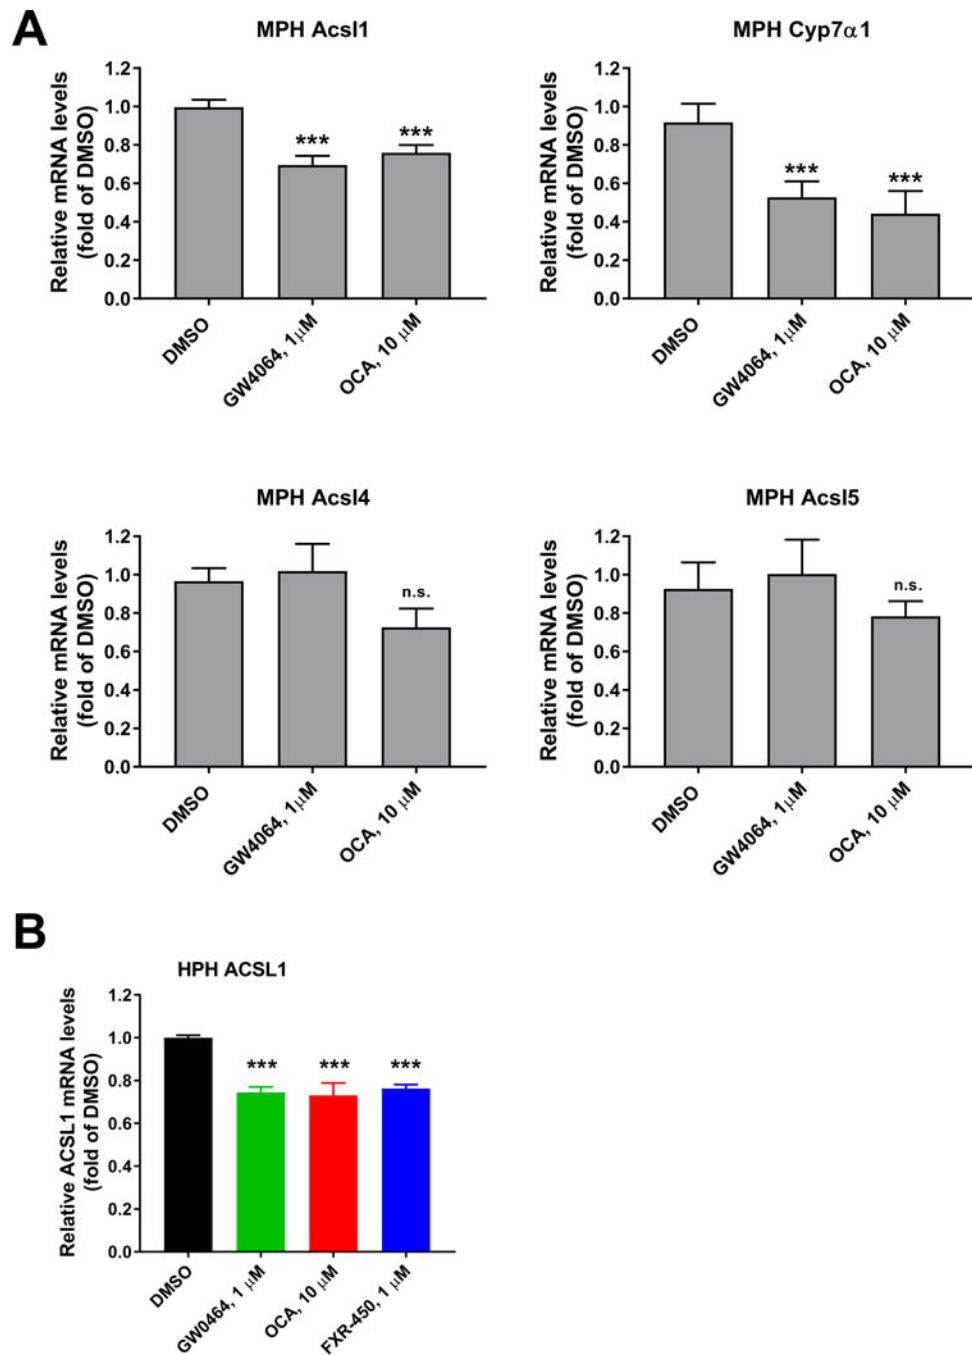 A
MPH Acsl1
Relative mRNA levels
(fold of DMSO)
1.2
1.0
0.8
0.6
0.4
0.2
0.0
***
***
DMSO
GW4064, 1μM
OCA, 10 μM
MPH Cyp7α1
Relative mRNA levels
(fold of DMSO)
1.2
1.0
0.8
0.6
0.4
0.2
0.0
***
***
DMSO
GW4064, 1μM
OCA, 10 μM
MPH Acsl4
Relative mRNA levels
(fold of DMSO)
1.2
1.0
0.8
0.6
0.4
0.2
0.0
n.s.
DMSO
GW4064, 1μM
OCA, 10 μM
MPH Acsl5
Relative mRNA levels
(fold of DMSO)
1.2
1.0
0.8
0.6
0.4
0.2
0.0
n.s.
DMSO
GW4064, 1μM
OCA, 10 μM
B
HPH ACSL1
Relative ACSL1 mRNA levels
(fold of DMSO)
1.2
1.0
0.8
0.6
0.4
0.2
0.0
***
***
***
DMSO
GW0464, 1 μM
OCA, 10 μM
FXR-450, 1 μM